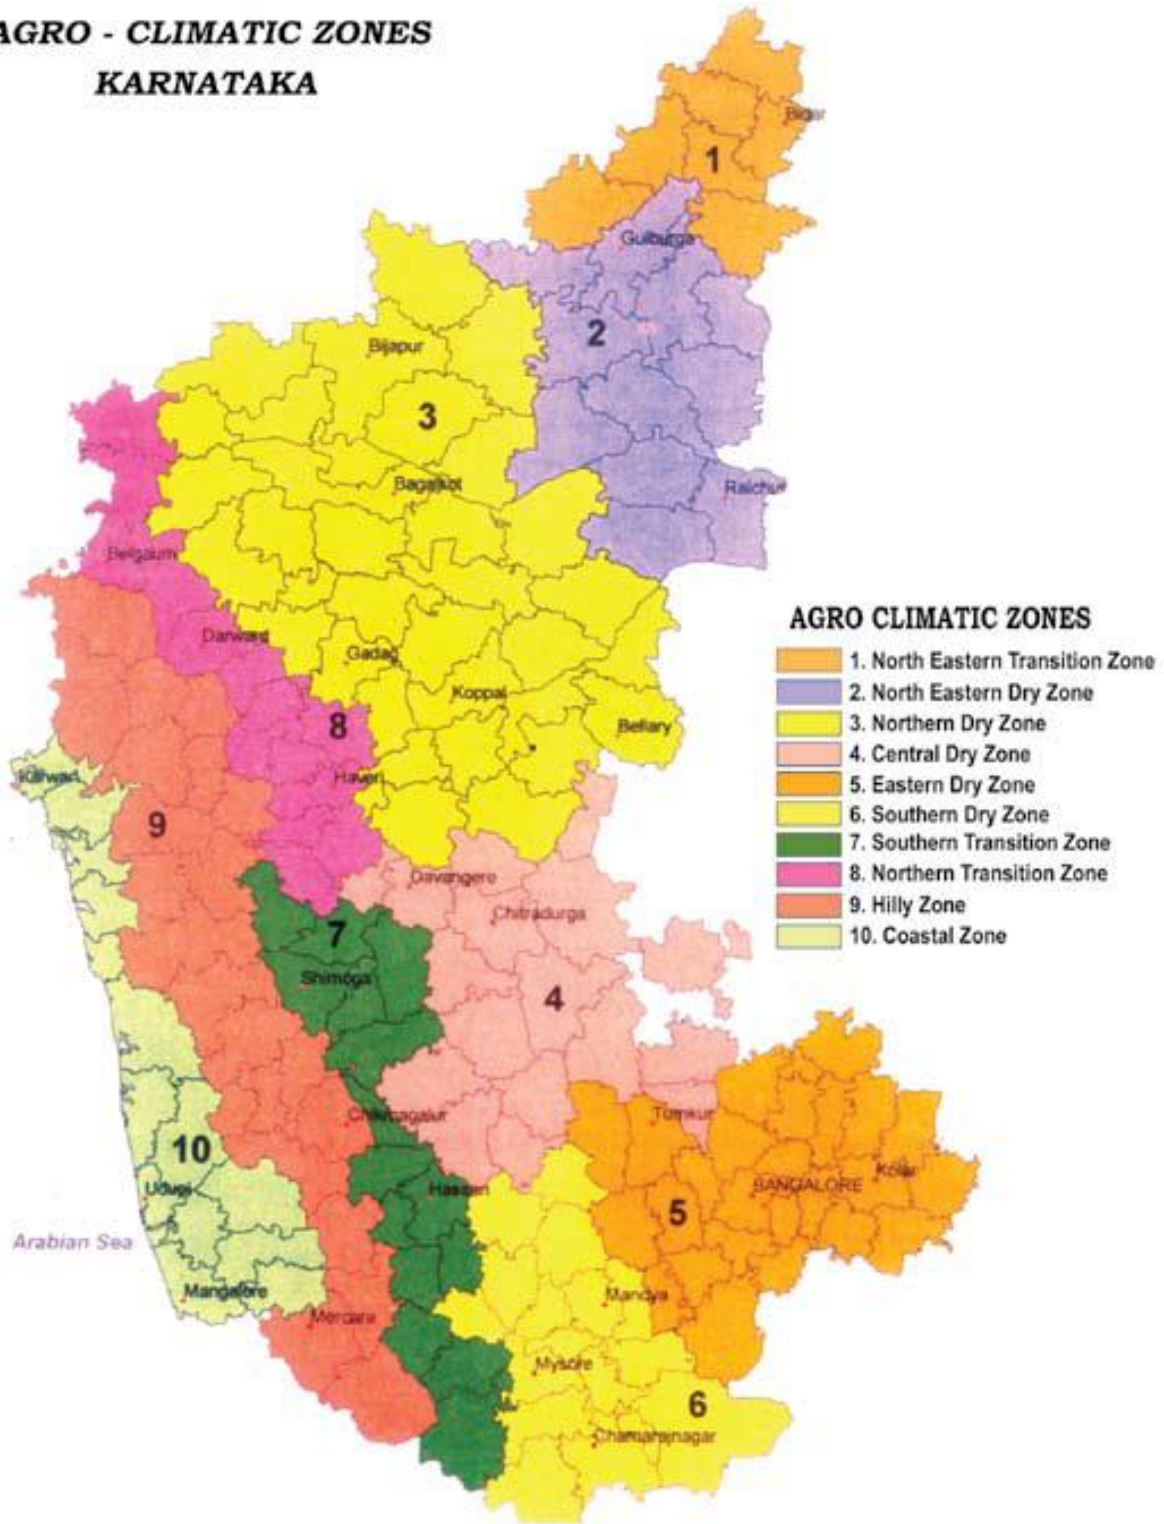 AGRO - CLIMATIC ZONES
KARNATAKA
Bidar
1
Gulburga
2
Bijapur
3
Bagalkot
Raichur
Belgaum
Darward
Gadag
Koppal
Bellary
8
Haveri
Karwar
9
Davangere
Chitradurga
7
Shimoga
4
Chikmagalur
Tumkur
10
Udupi
Hassan
BANGALORE
Kolar
5
Arabian Sea
Mangalore
Mercara
Mandya
Mysore
6
Chamarajnagar
AGRO CLIMATIC ZONES
1. North Eastern Transition Zone
2. North Eastern Dry Zone
3. Northern Dry Zone
4. Central Dry Zone
5. Eastern Dry Zone
6. Southern Dry Zone
7. Southern Transition Zone
8. Northern Transition Zone
9. Hilly Zone
10. Coastal Zone